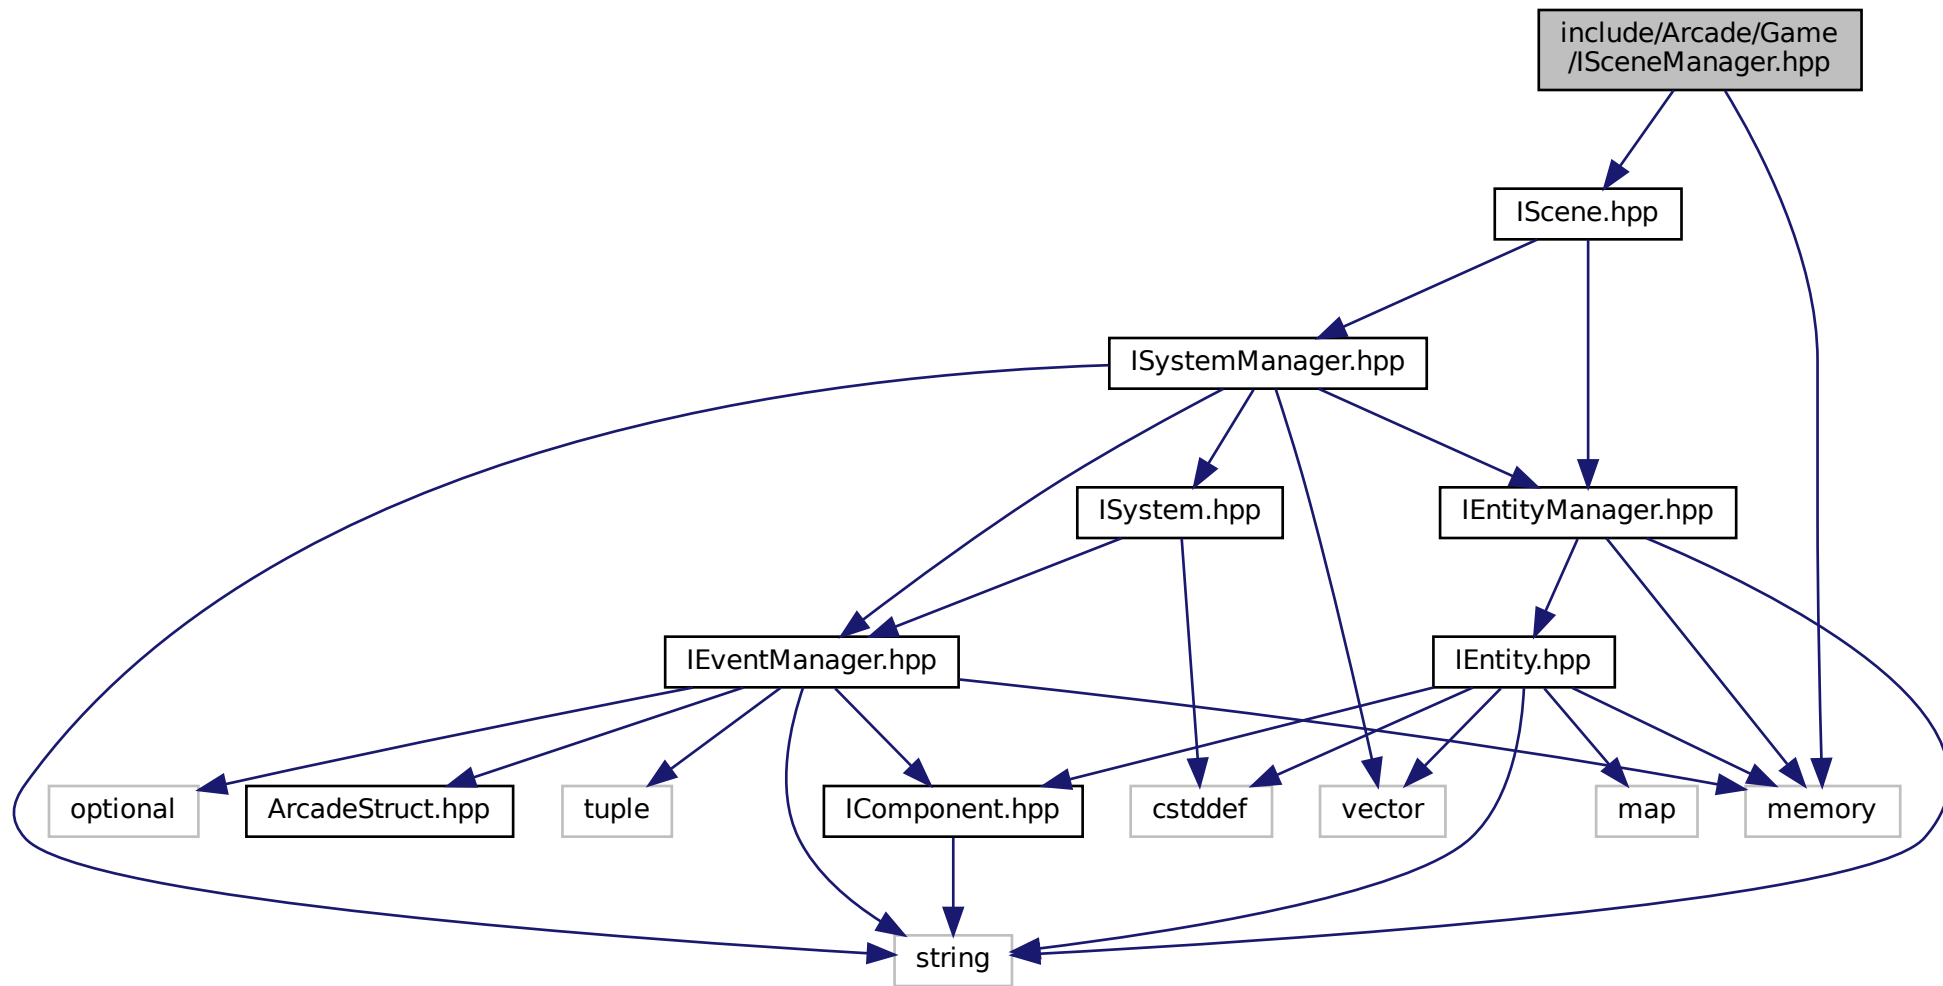 include/Arcade/Game
/ISceneManager.hpp
IScene.hpp
ISystemManager.hpp
ISystem.hpp
IEntityManager.hpp
IEventManager.hpp
IEntity.hpp
optional
ArcadeStruct.hpp
tuple
IComponent.hpp
cstddef
vector
map
memory
string